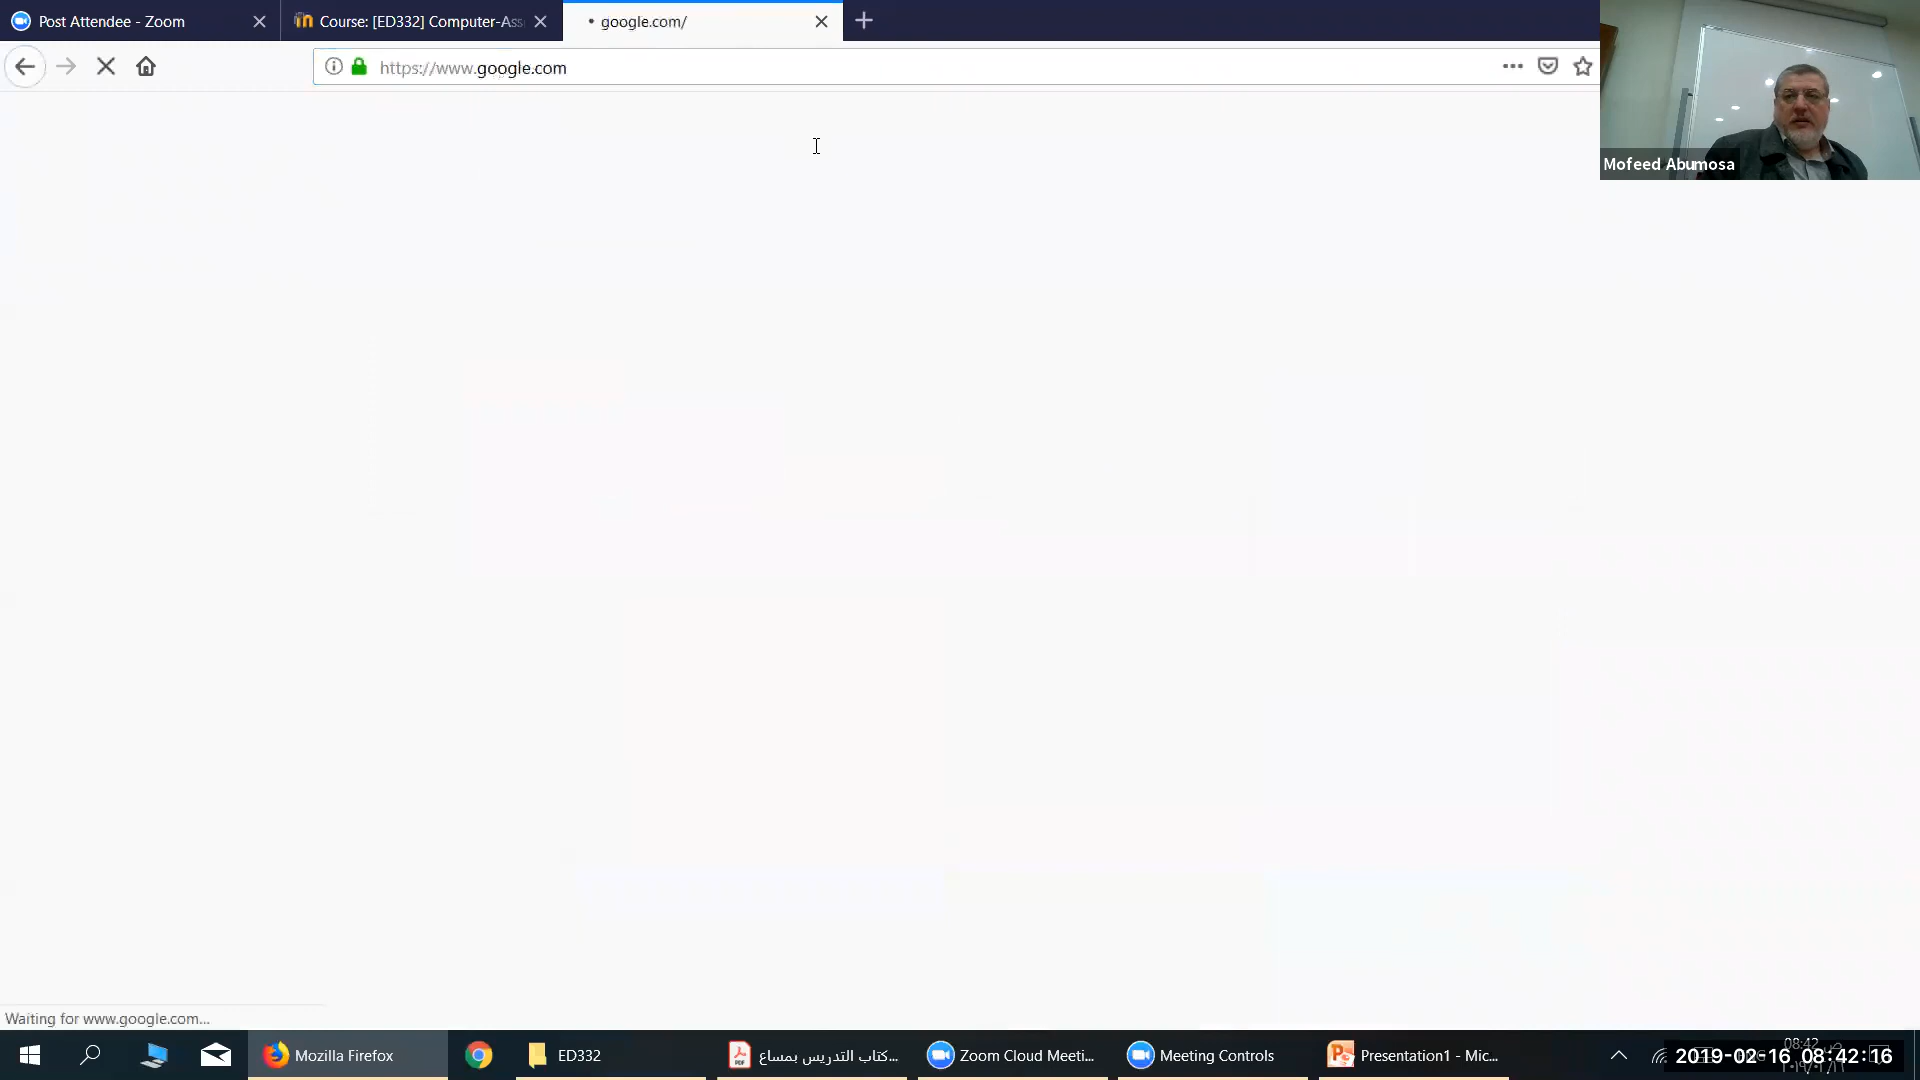 Post Attendee - Zoom
Course: [ED332] Computer-Ass
google.com/
https://www.google.com
Mofeed Abumosa
Waiting for www.google.com...
Mozilla Firefox
ED332
كتاب التدريس بمساع...
Zoom Cloud Meeti...
Meeting Controls
Presentation1 - Mic...
08:42
2019-02-16 08:42:16